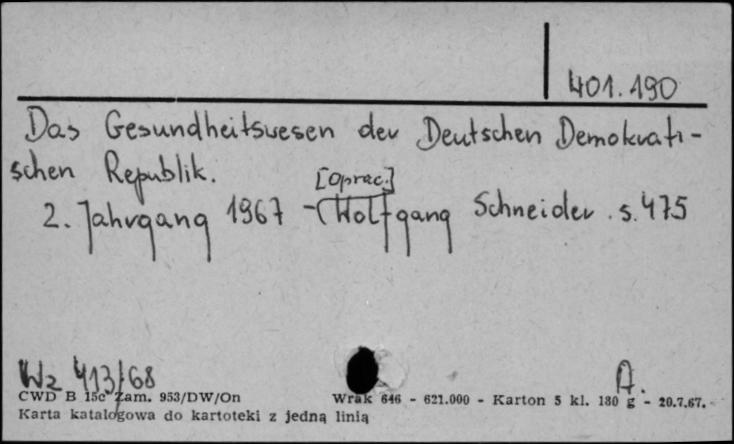 401.190
Das Gesundheitswesen der Deutschen Demokrati-
schen Republik.
[Oprac.]
2. Jahrgang 1967 - Wolfgang Schneider. s. 475
Wz 413/68
A.
CWD B 15c Zam. 953/DW/On Wrak 646 - 621.000 - Karton 5 kl. 180 g - 20.7.67.
Karta katalogowa do kartoteki z jedną linią